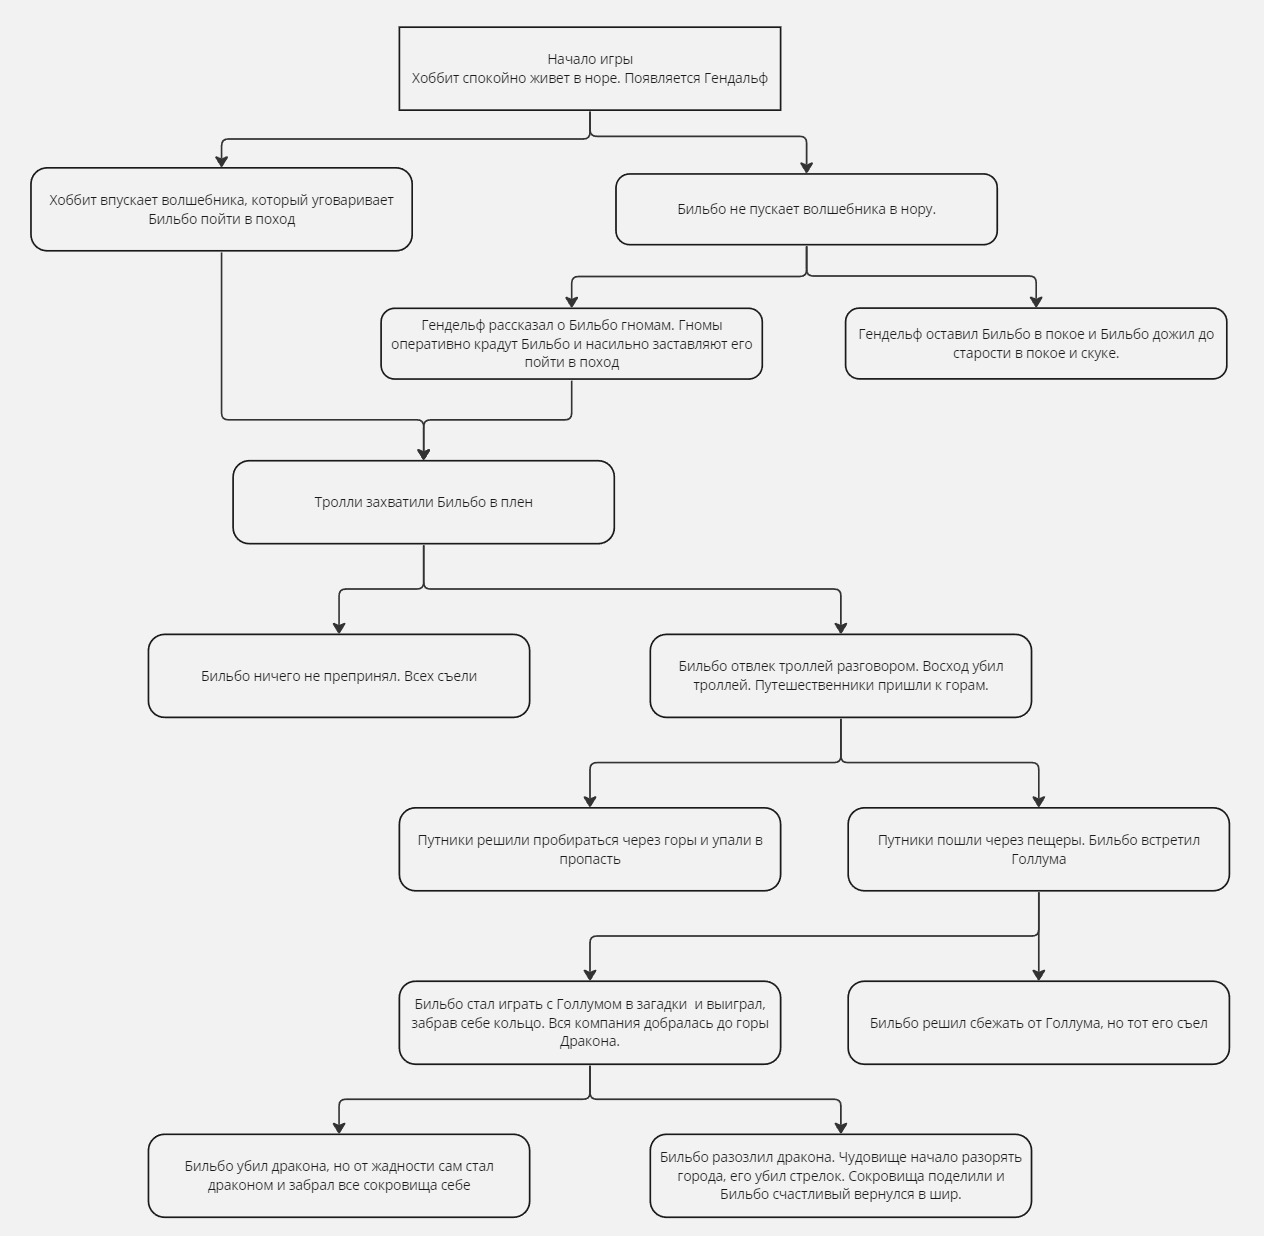 Начало игры
Хоббит спокойно живет в норе. Появляется Гендальф
Хоббит впускает волшебника, который уговаривает
Бильбо пойти в поход
Бильбо не пускает волшебника в нору.
Гендельф рассказал о Бильбо гномам. Гномы
оперативно крадут Бильбо и насильно заставляют его
пойти в поход
Гендельф оставил Бильбо в покое и Бильбо дожил до
старости в покое и скуке.
Тролли захватили Бильбо в плен
Бильбо ничего не препринял. Всех съели
Бильбо отвлек троллей разговором. Восход убил
троллей. Путешественники пришли к горам.
Путники решили пробираться через горы и упали в
пропасть
Путники пошли через пещеры. Бильбо встретил
Голлума
Бильбо стал играть с Голлумом в загадки  и выиграл,
забрав себе кольцо. Вся компания добралась до горы
Дракона.
Бильбо решил сбежать от Голлума, но тот его съел
Бильбо убил дракона, но от жадности сам стал
драконом и забрал все сокровища себе
Бильбо разозлил дракона. Чудовище начало разорять
города, его убил стрелок. Сокровища поделили и
Бильбо счастливый вернулся в шир.